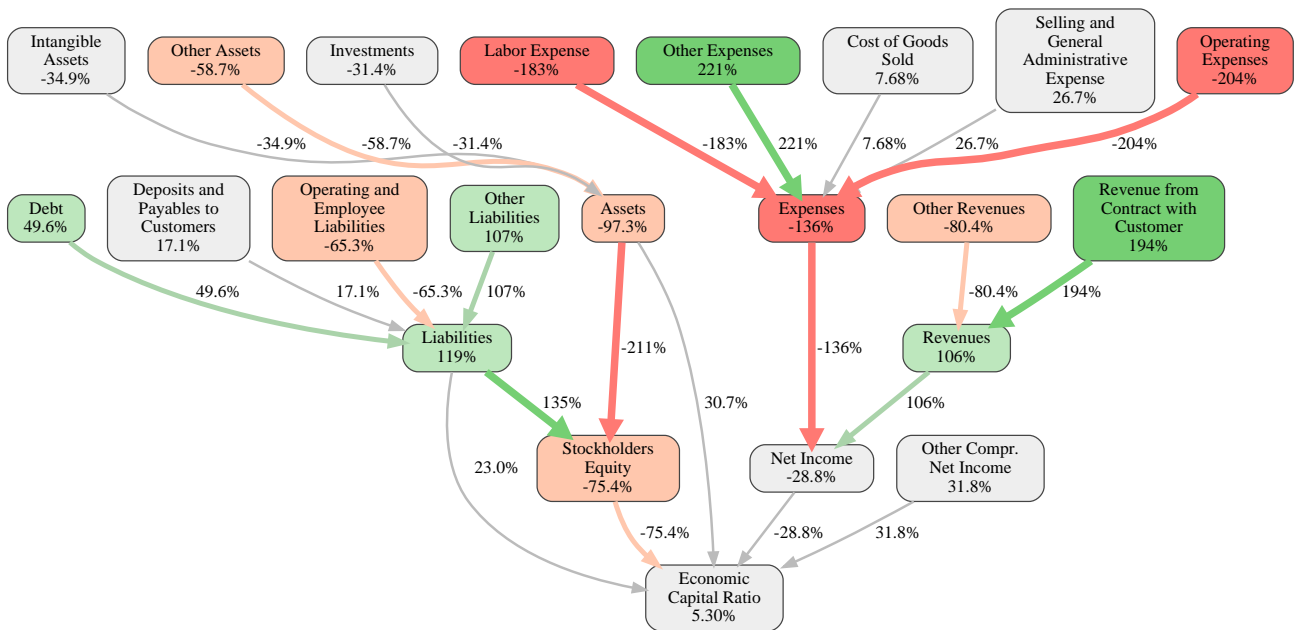 Intangible
Assets
-34.9%
Other Assets
-58.7%
Investments
-31.4%
Labor Expense
-183%
Other Expenses
221%
Cost of Goods
Sold
7.68%
Selling and
General
Administrative
Expense
26.7%
Operating
Expenses
-204%
-34.9%
-58.7%
-31.4%
-183%
221%
7.68%
26.7%
-204%
Debt
49.6%
Deposits and
Payables to
Customers
17.1%
Operating and
Employee
Liabilities
-65.3%
Other
Liabilities
107%
Assets
-97.3%
Expenses
-136%
Other Revenues
-80.4%
Revenue from
Contract with
Customer
194%
49.6%
17.1%
-65.3%
107%
-80.4%
194%
Liabilities
119%
-211%
-136%
Revenues
106%
135%
30.7%
106%
23.0%
Stockholders
Equity
-75.4%
Net Income
-28.8%
Other Compr.
Net Income
31.8%
-75.4%
-28.8%
31.8%
Economic
Capital Ratio
5.30%